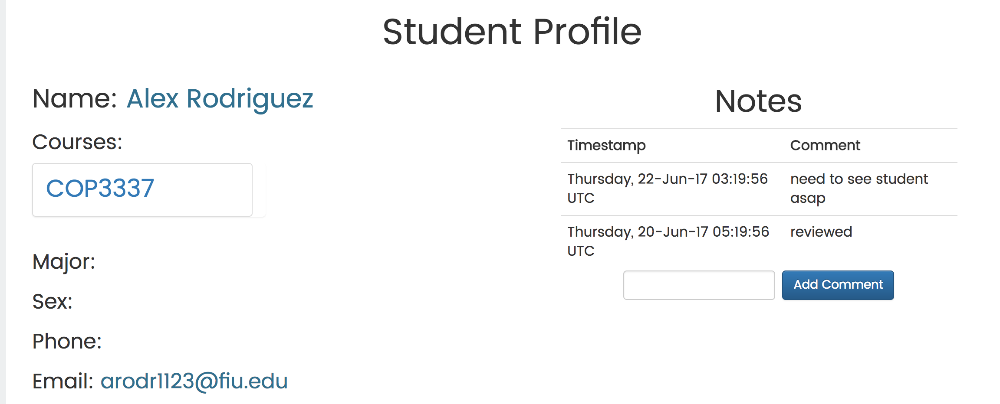 Student Profile
Name: Alex Rodriguez
Courses:
COP3337
Major:
Sex:
Phone:
Email: arodr1123@fiu.edu
Notes
Timestamp Comment
Thursday, 22-Jun-17 03:19:56 need to see student
UTC asap
Thursday, 20-Jun-17 05:19:56 reviewed
UTC
Add Comment